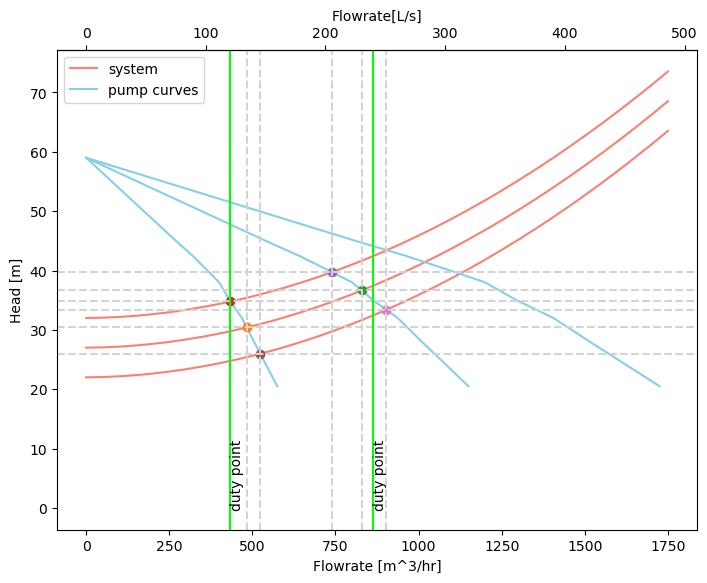 Flowrate[L/s]
0 100 200 300 400 500
system
pump curves
70
60
50
40
30
20
10
0
Head [m]
duty point
duty point
0 250 500 750 1000 1250 1500 1750
Flowrate [m^3/hr]